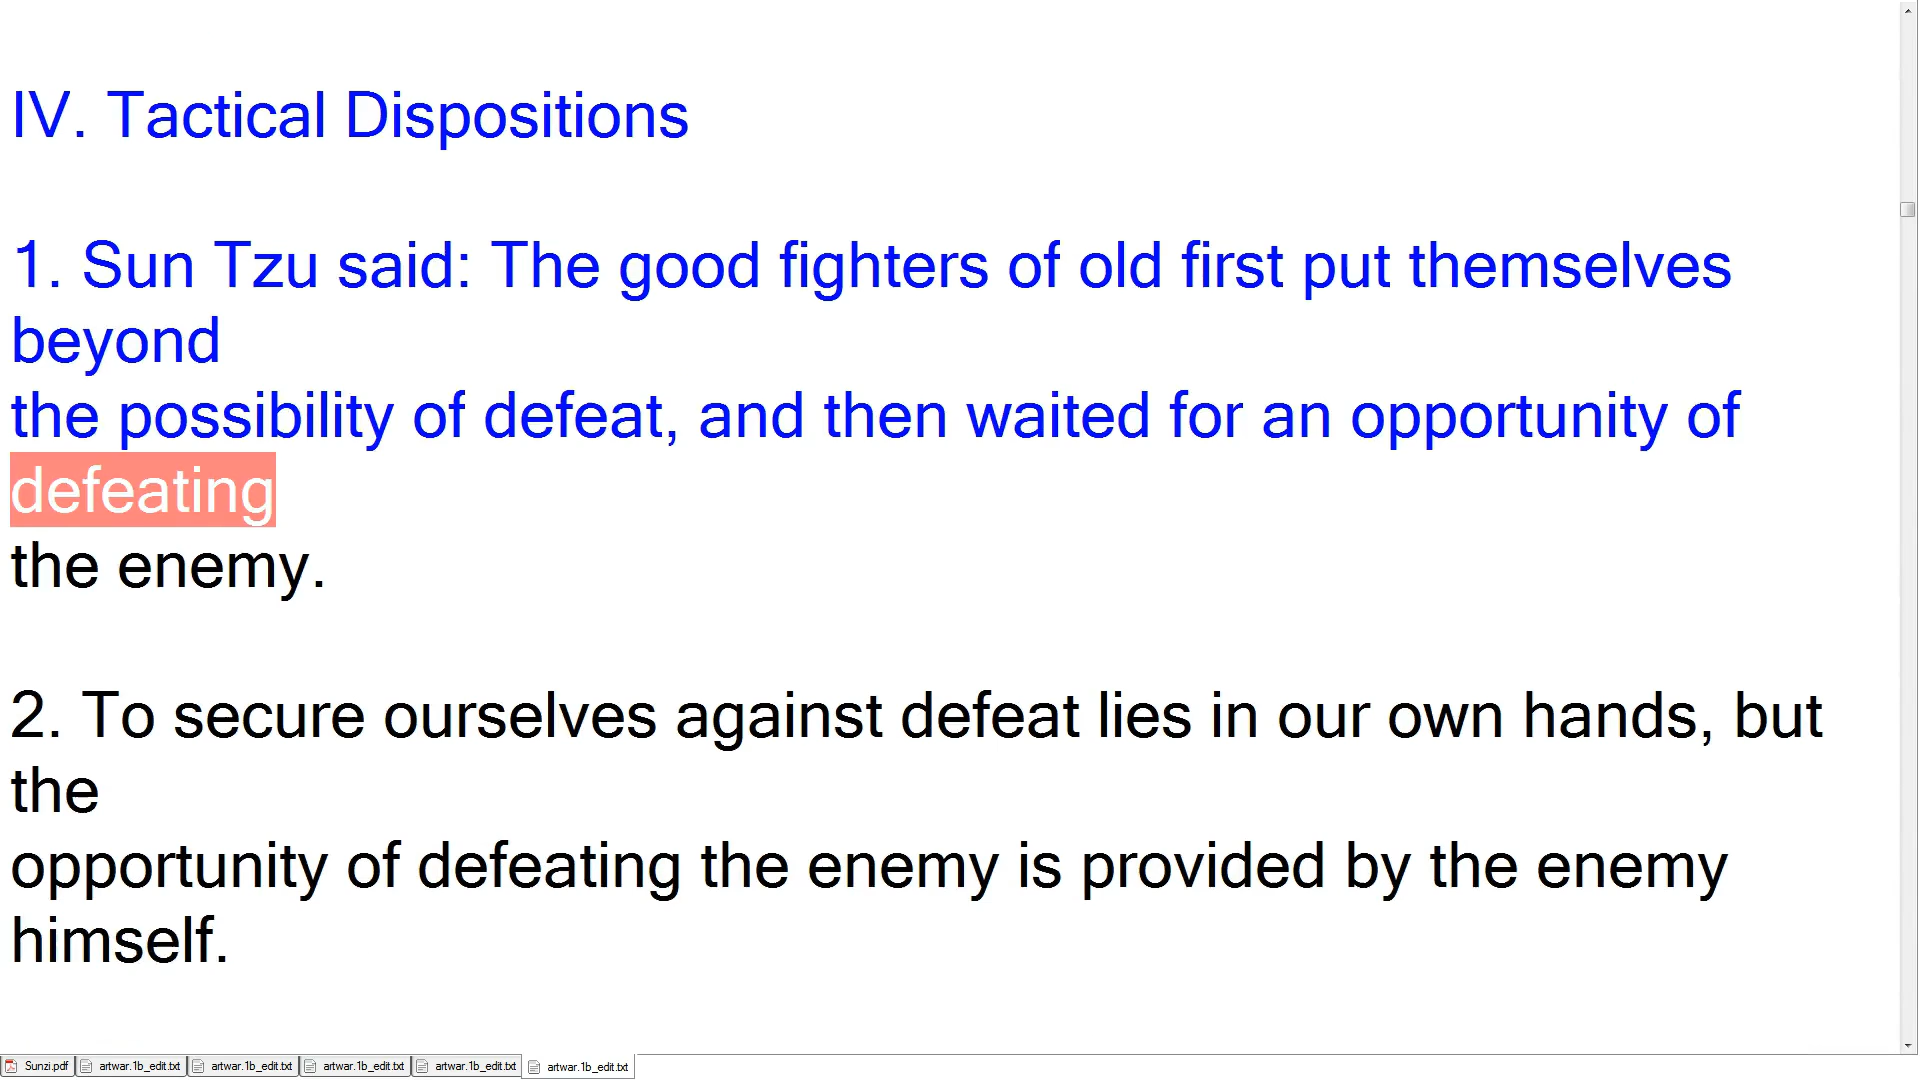 IV. Tactical Dispositions
1. Sun Tzu said: The good fighters of old first put themselves
beyond
the possibility of defeat, and then waited for an opportunity of
defeating
the enemy.
2. To secure ourselves against defeat lies in our own hands, but
the
opportunity of defeating the enemy is provided by the enemy
himself.
Sunzi.pdf artwar.1b_edit.txt artwar.1b_edit.txt artwar.1b_edit.txt artwar.1b_edit.txt artwar.1b_edit.txt